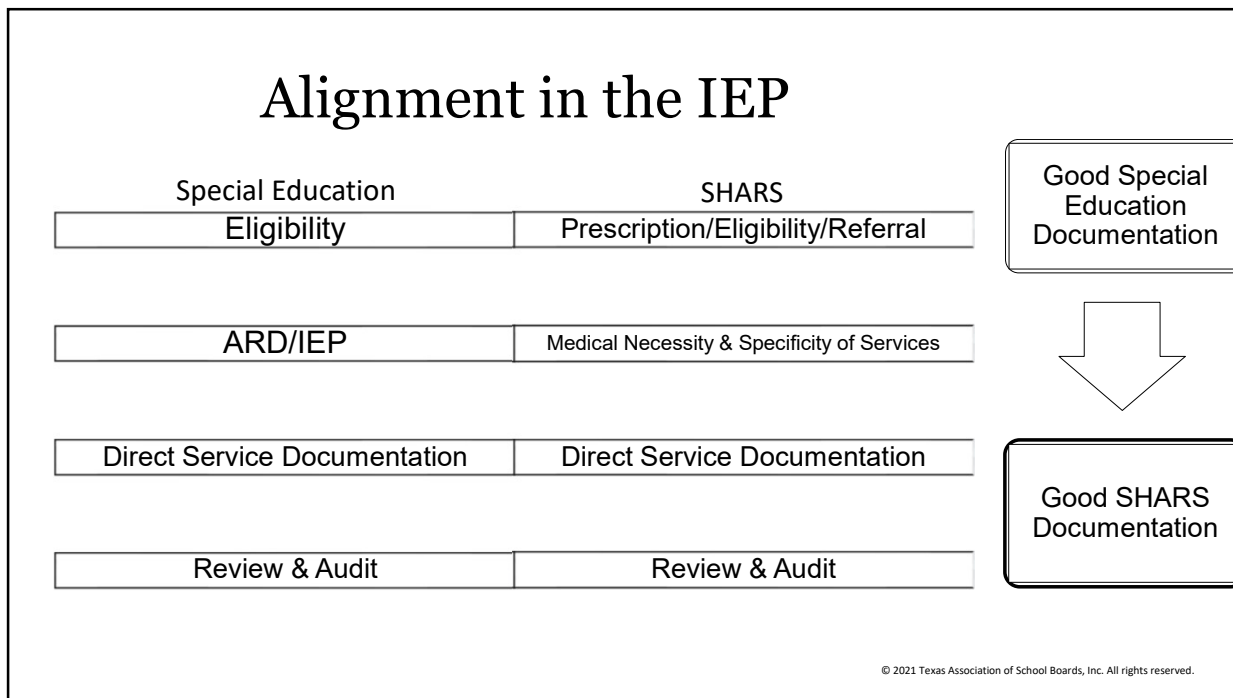 Alignment in the IEP
Special Education
SHARS
Eligibility
Prescription/Eligibility/Referral
ARD/IEP
Medical Necessity & Specificity of Services
Direct Service Documentation
Direct Service Documentation
Review & Audit
Review & Audit
Good Special
Education
Documentation
Good SHARS
Documentation
© 2021 Texas Association of School Boards, Inc. All rights reserved.